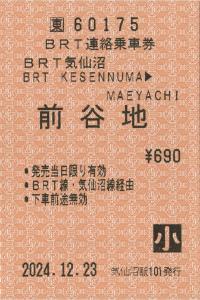 東 60175
BRT連絡乗車券
BRT気仙沼
BRT KESENNUMA▶
MAEYACHI
前谷地
¥690
•発売当日限り有効
•BRT線・気仙沼線経由
•下車前途無効
小
2024.12.23 気仙沼駅101発行